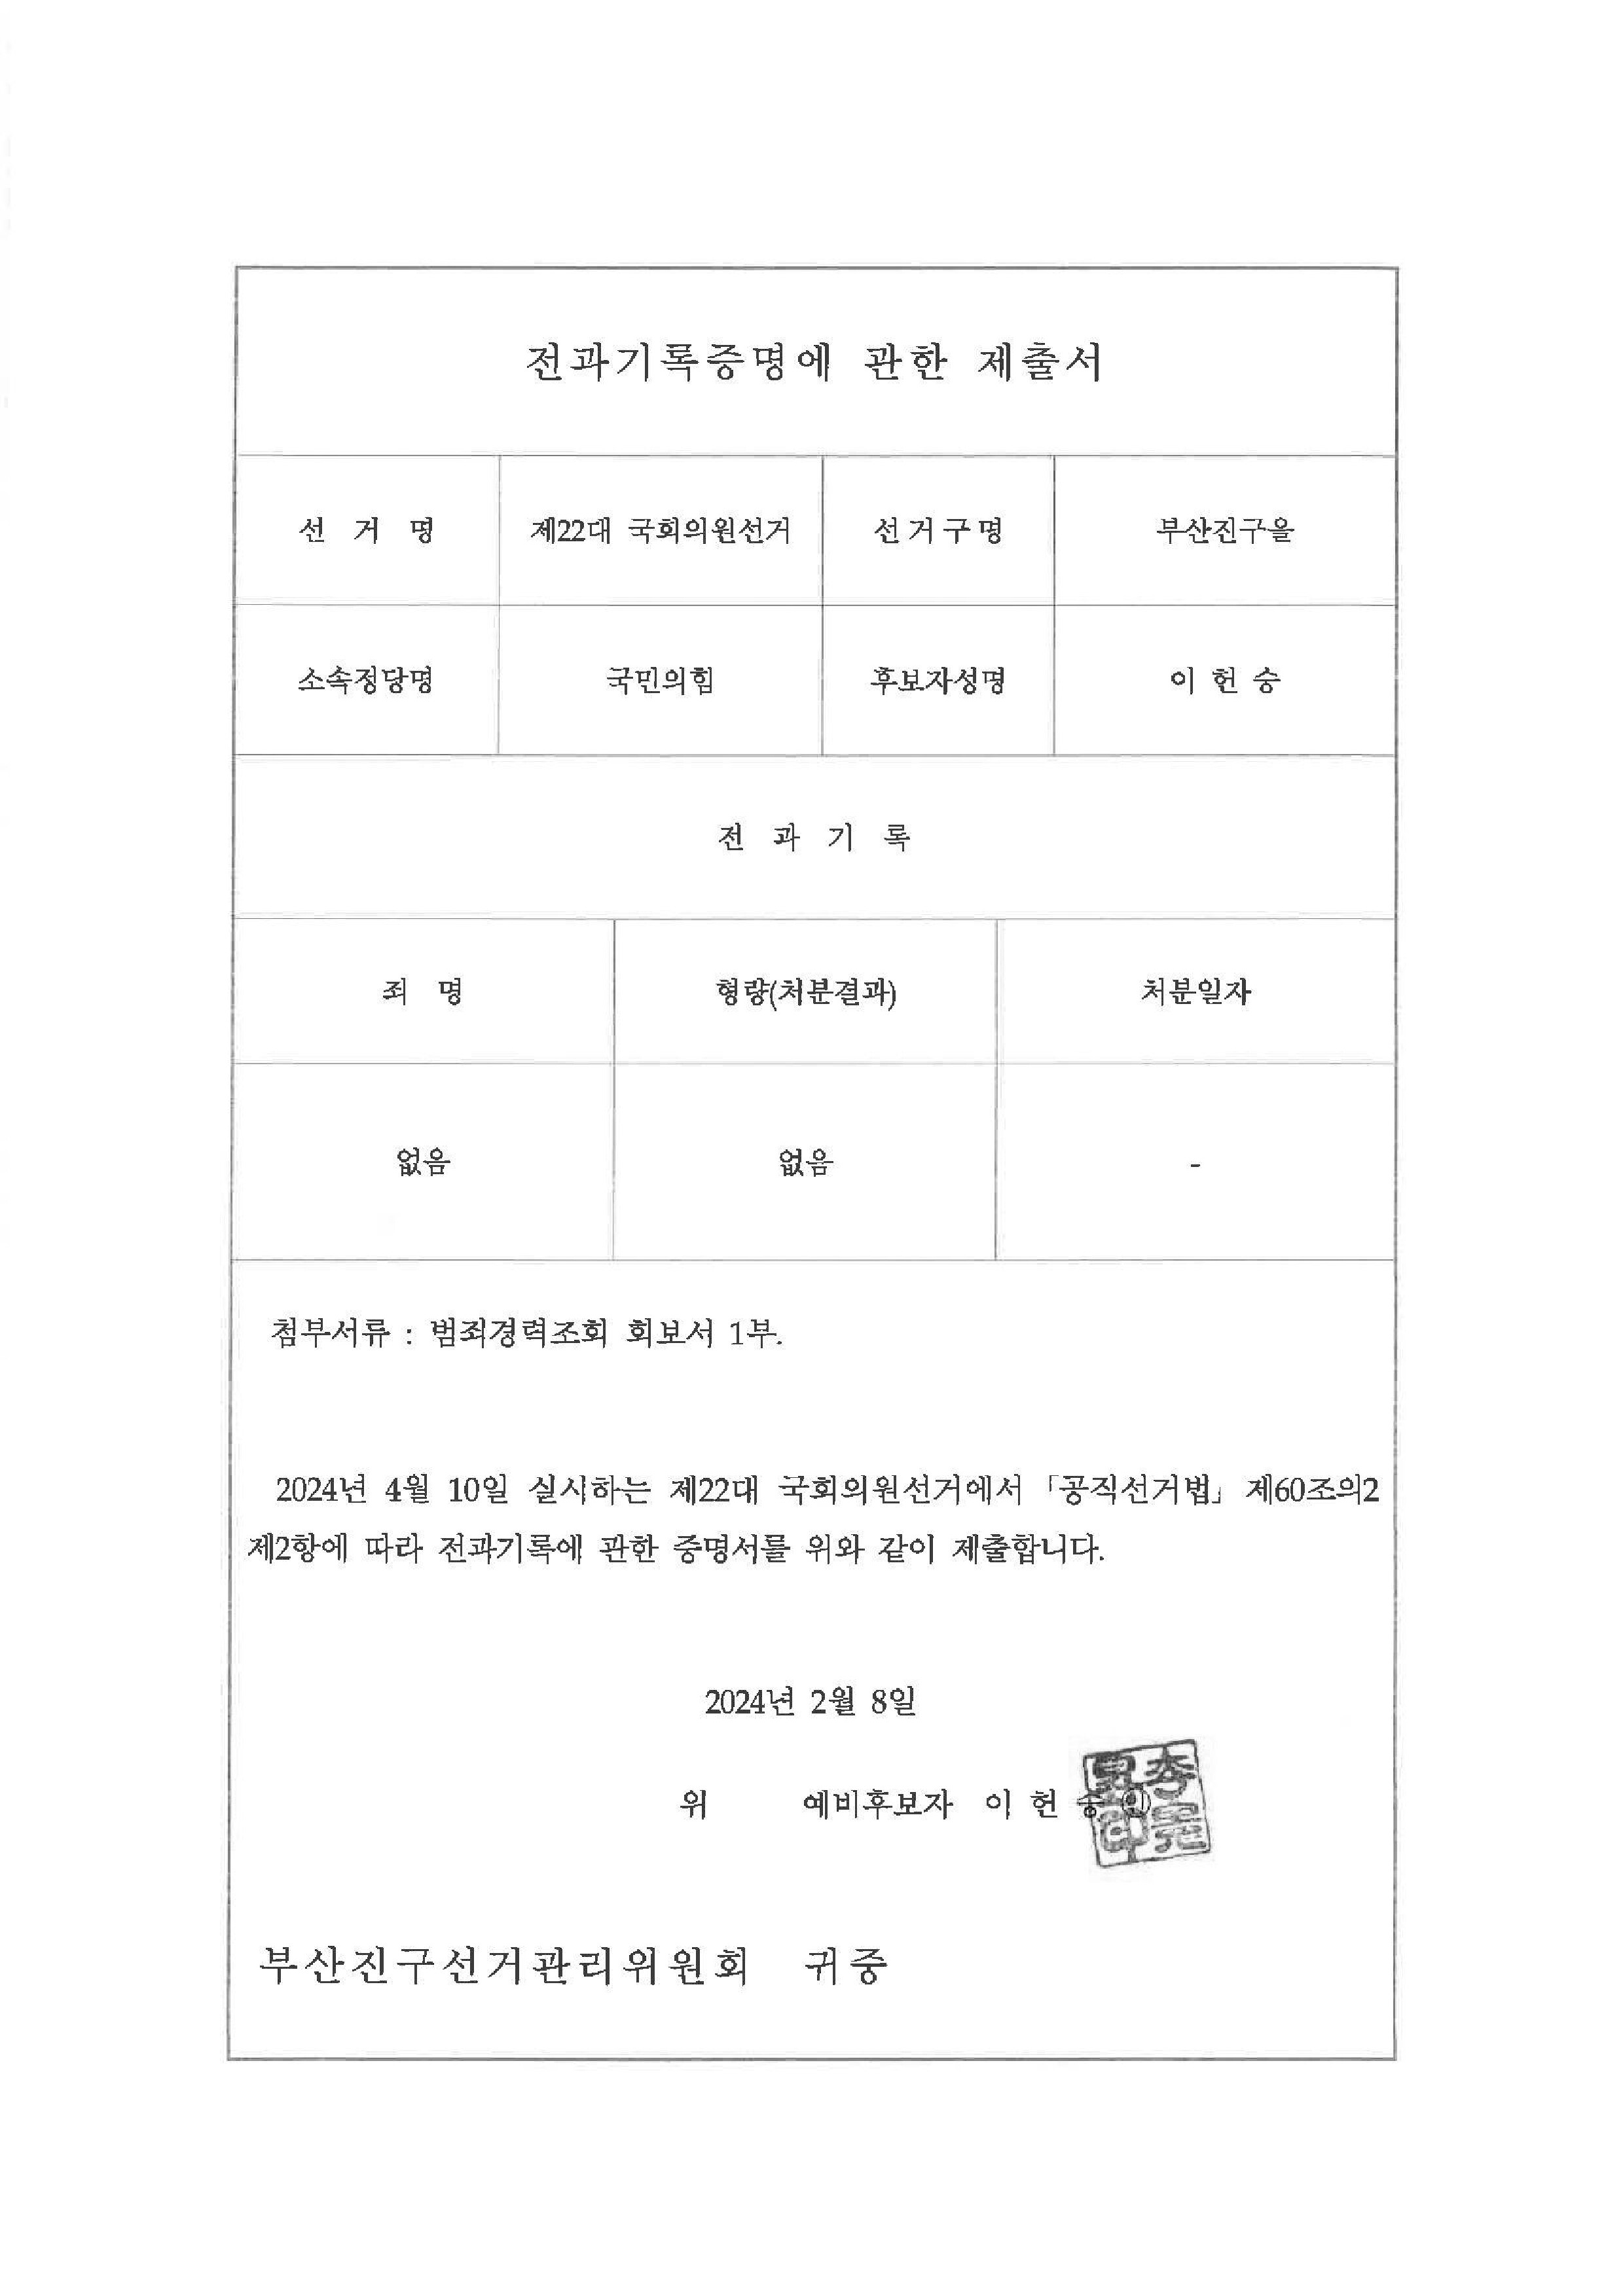 전과기록증명에 관한 제출서
선 거 명 제22대 국회의원선거 선거구명 부산진구을
소속정당명 국민의힘 후보자성명 이 헌 승
전 과 기 록
죄 명 형량(처분결과) 처분일자
없음 없음 -
첨부서류 : 범죄경력조회 회보서 1부.
2024년 4월 10일 실시하는 제22대 국회의원선거에서 「공직선거법」 제60조의2
제2항에 따라 전과기록에 관한 증명서를 위와 같이 제출합니다.
2024년 2월 8일
위 예비후보자 이 헌 승 ㊞
부산진구선거관리위원회 귀중